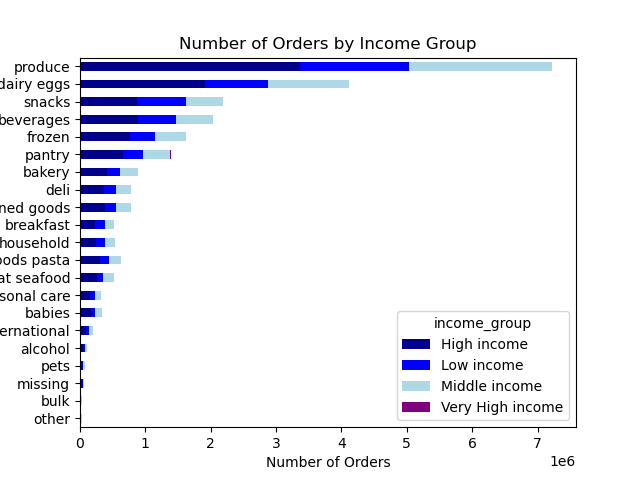 Number of Orders by Income Group
produce
dairy eggs
snacks
beverages
frozen
pantry
bakery
deli
ned goods
breakfast
household
oods pasta
at seafood
sonal care
babies
ernational
alcohol
pets
missing
bulk
other
income_group
High income
Low income
Middle income
Very High income
0 1 2 3 4 5 6 7
1e6
Number of Orders